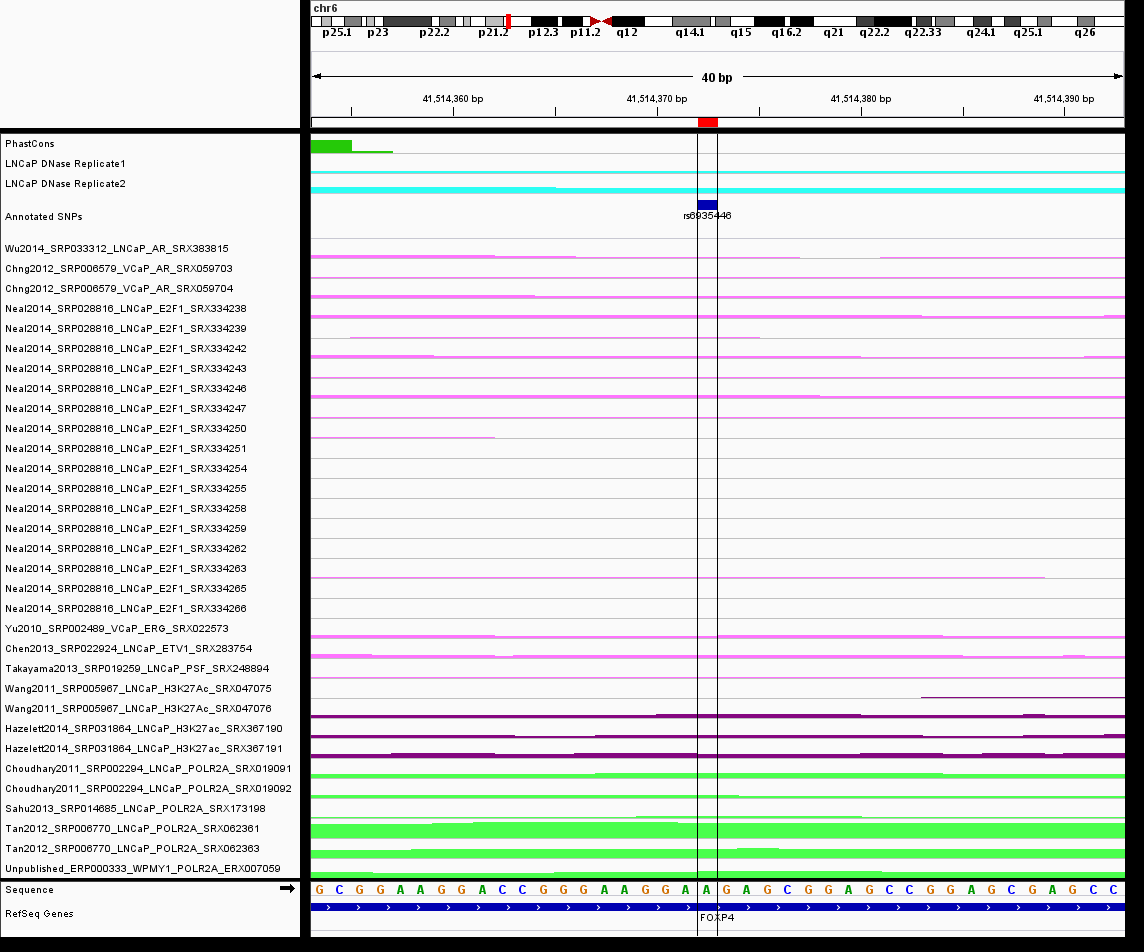 chr6
p25.1 p23 p22.2 p21.2 p12.3 p11.2 q12 q14.1 q15 q16.2 q21 q22.2 q22.33 q24.1 q25.1 q26
40 bp
41,514,360 bp 41,514,370 bp 41,514,380 bp 41,514,390 bp
PhastCons
LNCaP DNase Replicate1
LNCaP DNase Replicate2
Annotated SNPs rs6935446
Wu2014_SRP033312_LNCaP_AR_SRX383815
Chng2012_SRP006579_VCaP_AR_SRX059703
Chng2012_SRP006579_VCaP_AR_SRX059704
Neal2014_SRP028816_LNCaP_E2F1_SRX334238
Neal2014_SRP028816_LNCaP_E2F1_SRX334239
Neal2014_SRP028816_LNCaP_E2F1_SRX334242
Neal2014_SRP028816_LNCaP_E2F1_SRX334243
Neal2014_SRP028816_LNCaP_E2F1_SRX334246
Neal2014_SRP028816_LNCaP_E2F1_SRX334247
Neal2014_SRP028816_LNCaP_E2F1_SRX334250
Neal2014_SRP028816_LNCaP_E2F1_SRX334251
Neal2014_SRP028816_LNCaP_E2F1_SRX334254
Neal2014_SRP028816_LNCaP_E2F1_SRX334255
Neal2014_SRP028816_LNCaP_E2F1_SRX334258
Neal2014_SRP028816_LNCaP_E2F1_SRX334259
Neal2014_SRP028816_LNCaP_E2F1_SRX334262
Neal2014_SRP028816_LNCaP_E2F1_SRX334263
Neal2014_SRP028816_LNCaP_E2F1_SRX334265
Neal2014_SRP028816_LNCaP_E2F1_SRX334266
Yu2010_SRP002489_VCaP_ERG_SRX022573
Chen2013_SRP022924_LNCaP_ETV1_SRX283754
Takayama2013_SRP019259_LNCaP_PSF_SRX248894
Wang2011_SRP005967_LNCaP_H3K27Ac_SRX047075
Wang2011_SRP005967_LNCaP_H3K27Ac_SRX047076
Hazelett2014_SRP031864_LNCaP_H3K27ac_SRX367190
Hazelett2014_SRP031864_LNCaP_H3K27ac_SRX367191
Choudhary2011_SRP002294_LNCaP_POLR2A_SRX019091
Choudhary2011_SRP002294_LNCaP_POLR2A_SRX019092
Sahu2013_SRP014685_LNCaP_POLR2A_SRX173198
Tan2012_SRP006770_LNCaP_POLR2A_SRX062361
Tan2012_SRP006770_LNCaP_POLR2A_SRX062363
Unpublished_ERP000333_WPMY1_POLR2A_ERX007059
Sequence G C G G A A G G A C C G G G A A G G A A G A G C G G A G C C G G A G C G A G C C
RefSeq Genes FOXP4